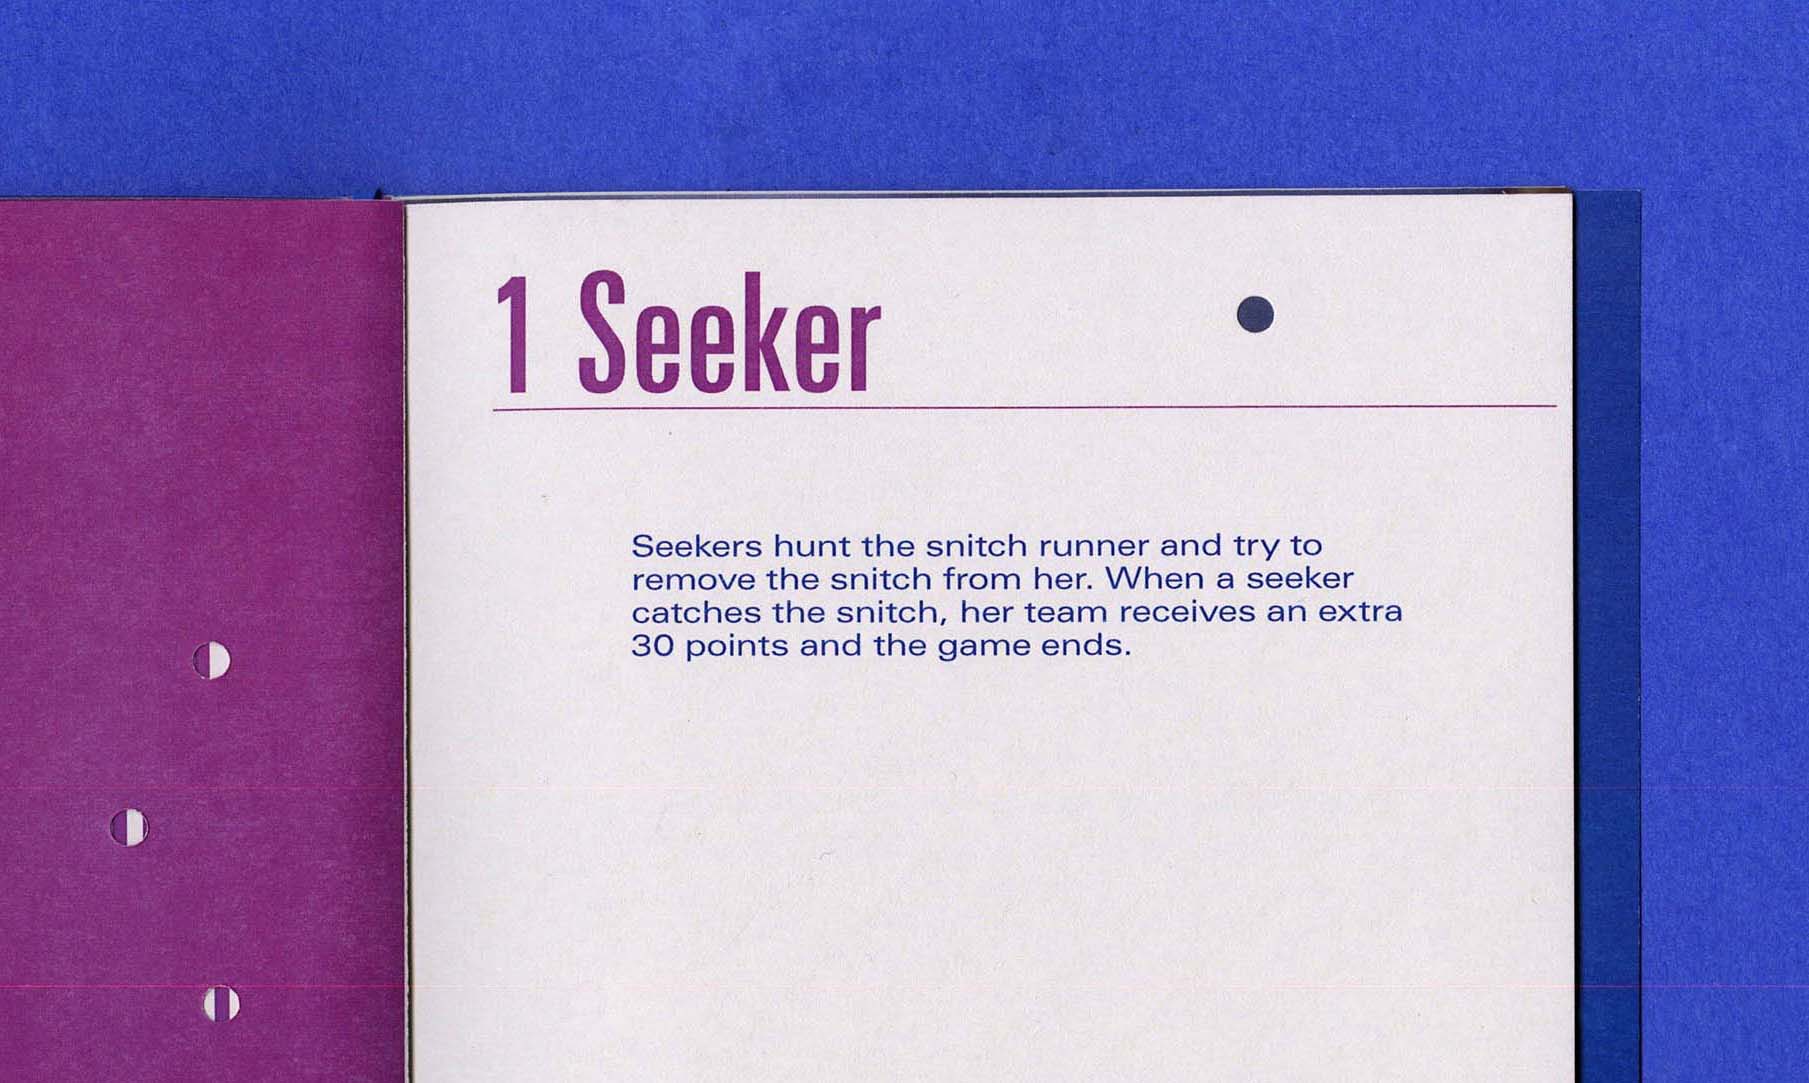 1 Seeker
Seekers hunt the snitch runner and try to
remove the snitch from her. When a seeker
catches the snitch, her team receives an extra
30 points and the game ends.